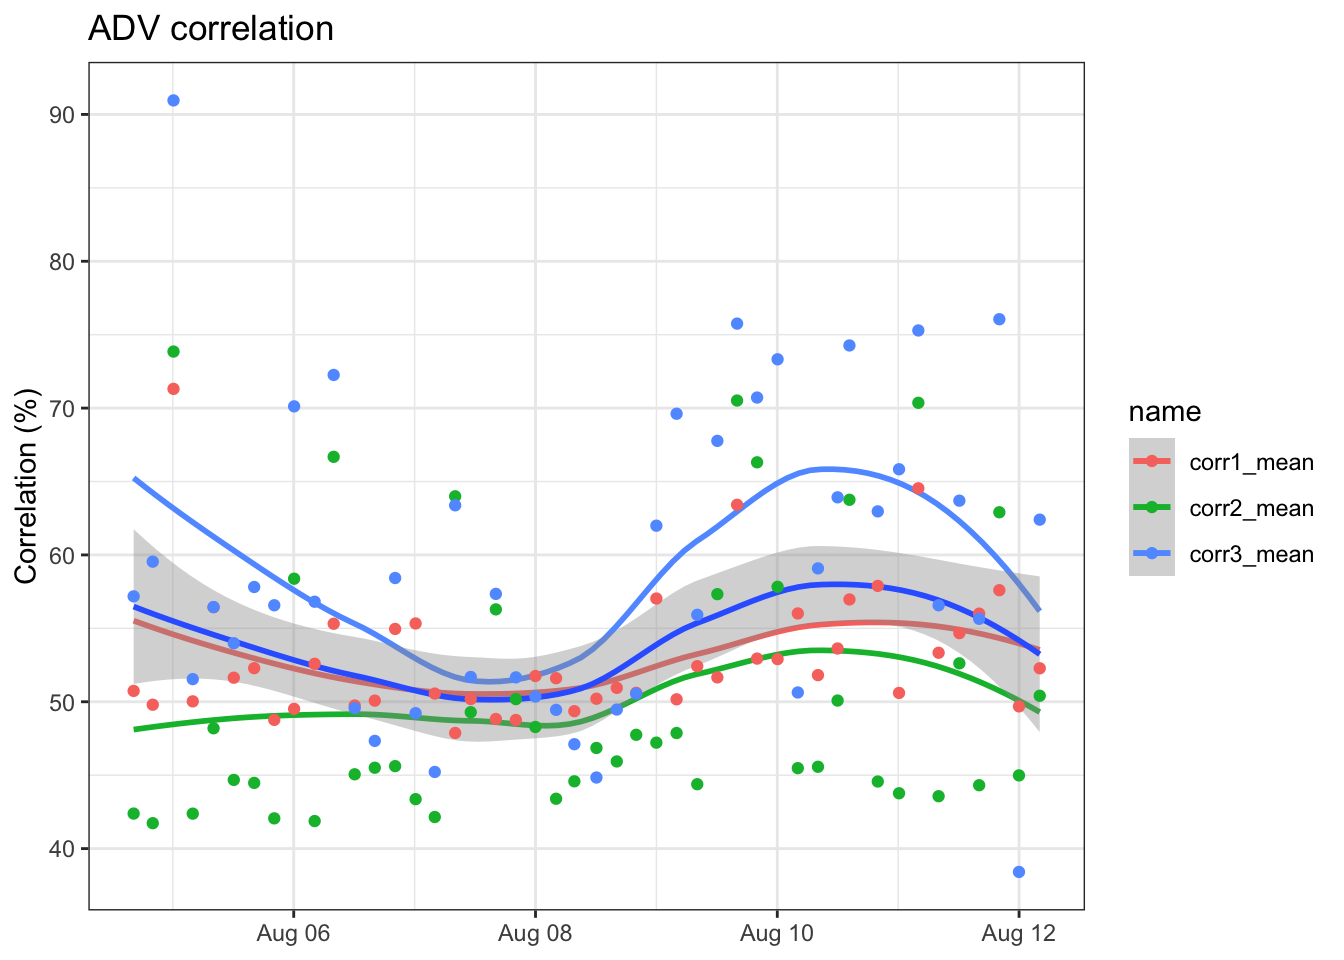 ADV correlation
Correlation (%)
90
80
70
60
50
40
Aug 06
Aug 08
Aug 10
Aug 12
name
corr1_mean
corr2_mean
corr3_mean